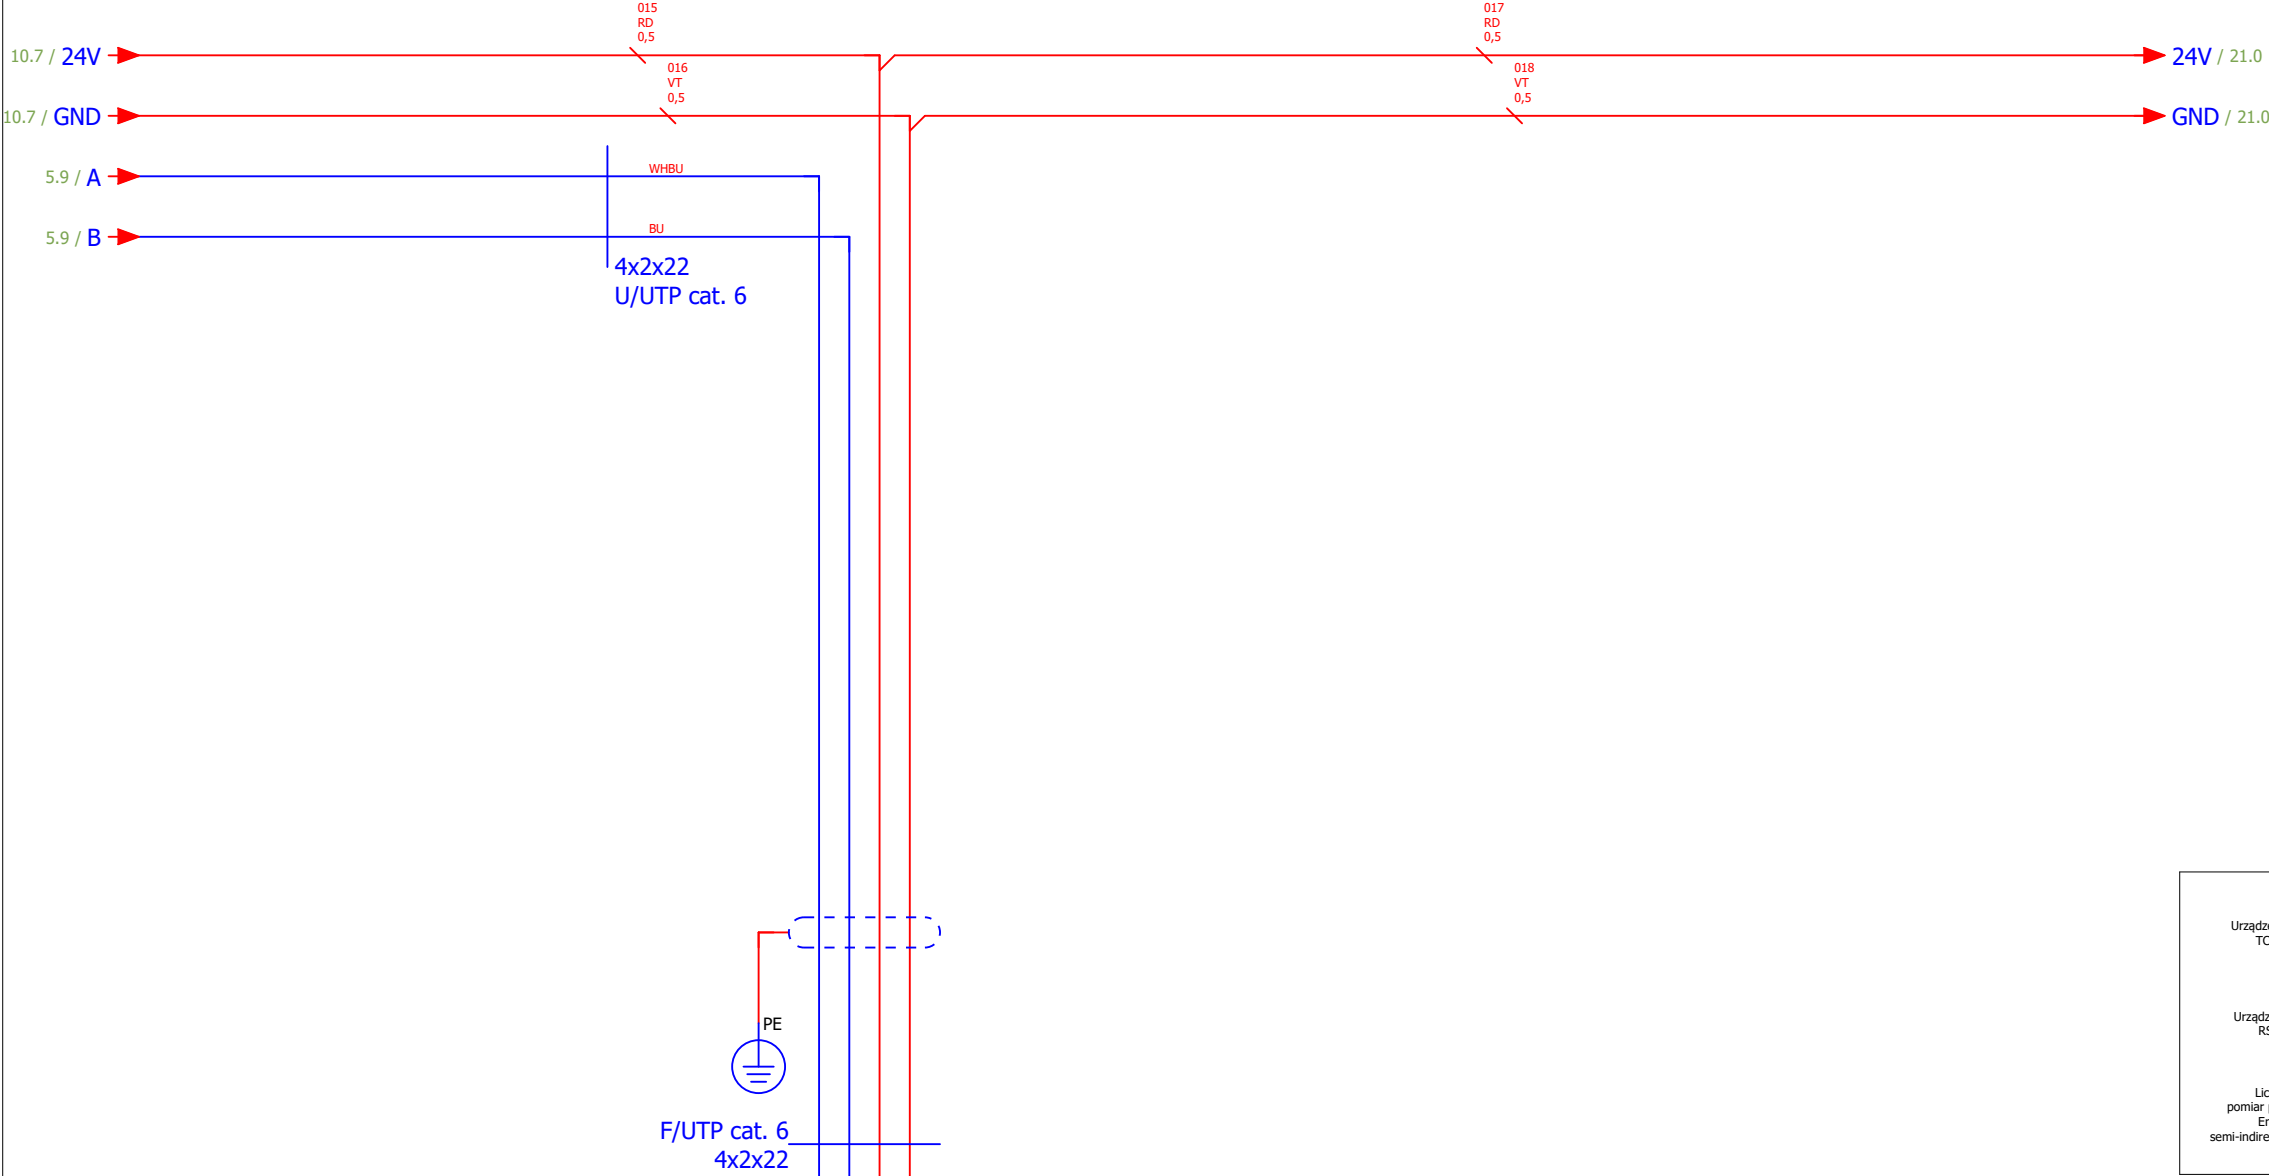 015
RD
0,5
017
RD
0,5
10.7 / 24V
24V / 21.0
016
VT
0,5
018
VT
0,5
10.7 / GND
GND / 21.0
5.9 / A
WHBU
5.9 / B
BU
4x2x22
U/UTP cat. 6
PE
F/UTP cat. 6
4x2x22
pomiar